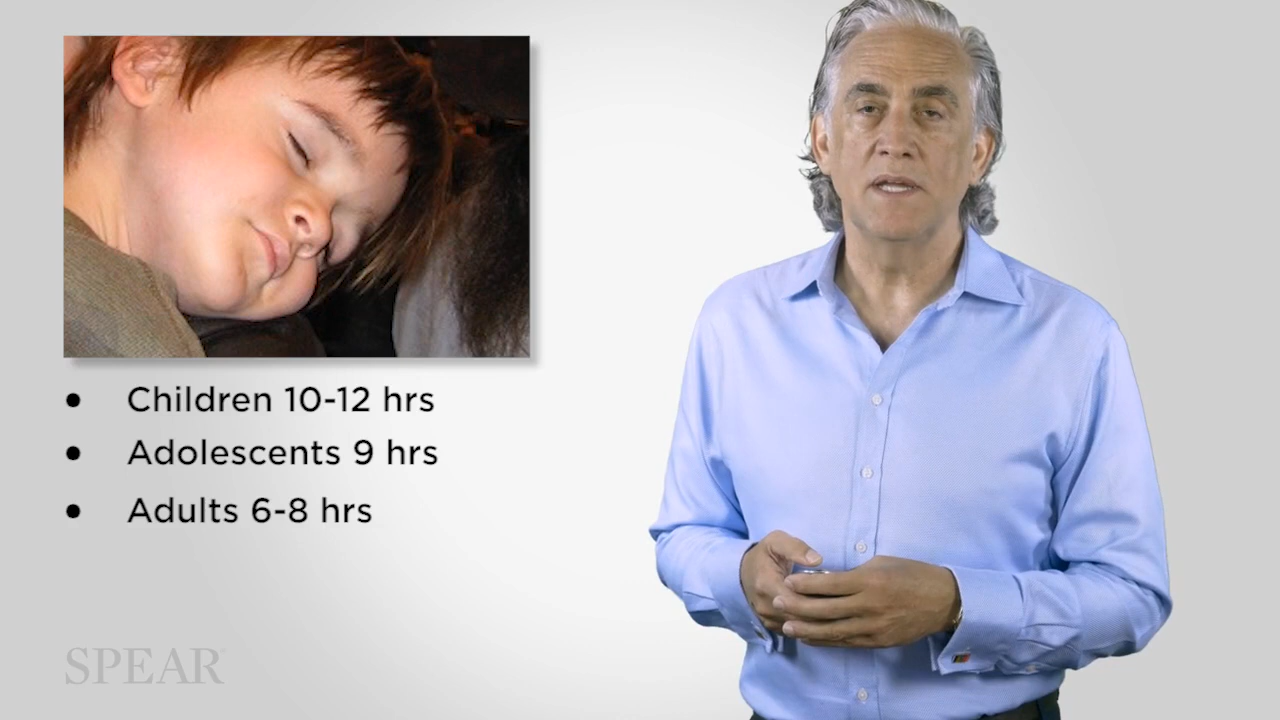 • Children 10-12 hrs
• Adolescents 9 hrs
• Adults 6-8 hrs
SPEAR